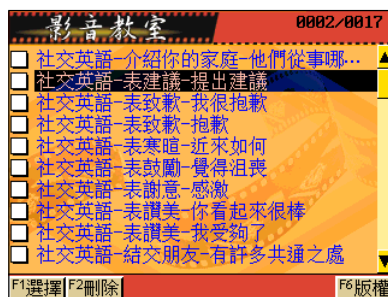 影音教室 0002/0017
社交英語-介紹你的家庭-他們從事哪…
社交英語-表建議-提出建議
社交英語-表致歉-我很抱歉
社交英語-表致歉-抱歉
社交英語-表寒暄-近來如何
社交英語-表鼓勵-覺得沮喪
社交英語-表謝意-感激
社交英語-表讚美-你看起來很棒
社交英語-表讚美-我受夠了
社交英語-結交朋友-有許多共通之處
F1選擇 F2刪除 F6版權